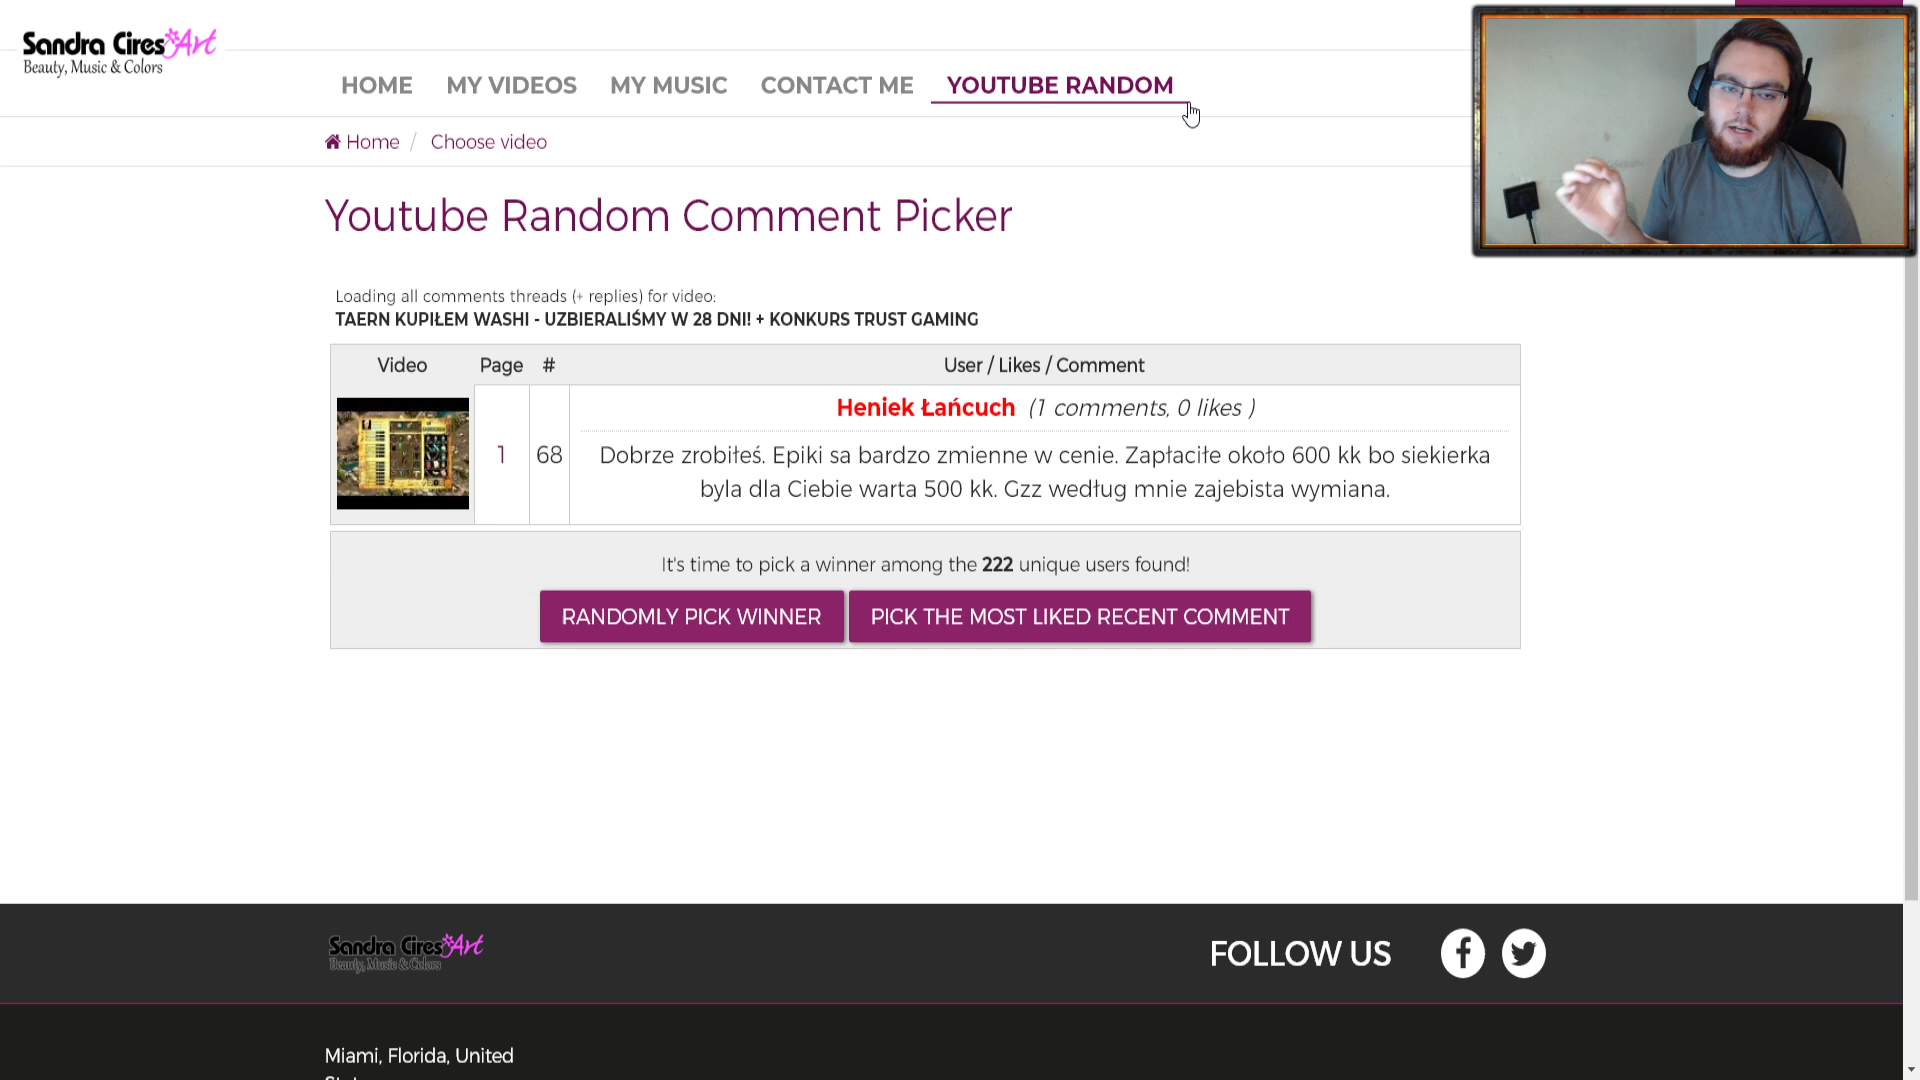 Sandra Cires Art
Beauty, Music & Colors
HOME MY VIDEOS MY MUSIC CONTACT ME YOUTUBE RANDOM
Home / Choose video
Youtube Random Comment Picker
Loading all comments threads (+ replies) for video:
TAERN KUPIŁEM WASHI - UZBIERALIŚMY W 28 DNI! + KONKURS TRUST GAMING
Video Page # User / Likes / Comment
Heniek Łańcuch (1 comments, 0 likes )
1 68 Dobrze zrobiłeś. Epiki sa bardzo zmienne w cenie. Zapłaciłe około 600 kk bo siekierka
byla dla Ciebie warta 500 kk. Gzz według mnie zajebista wymiana.
It's time to pick a winner among the 222 unique users found!
RANDOMLY PICK WINNER PICK THE MOST LIKED RECENT COMMENT
Sandra Cires Art
Beauty, Music & Colors
FOLLOW US
Miami, Florida, United